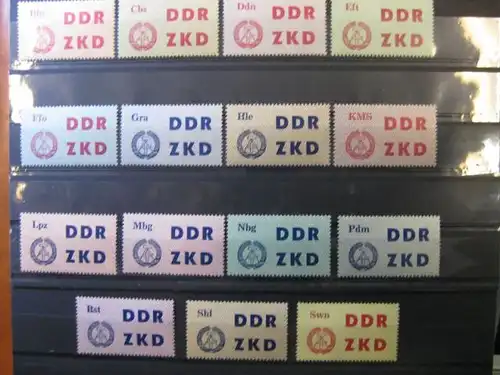 Bln DDR ZKD
Cbs DDR ZKD
Ddn DDR ZKD
Eft DDR ZKD
Ffo DDR ZKD
Gra DDR ZKD
Hle DDR ZKD
KMS DDR ZKD
Lpz DDR ZKD
Mbg DDR ZKD
Nbg DDR ZKD
Pdm DDR ZKD
Rst DDR ZKD
Shl DDR ZKD
Swn DDR ZKD